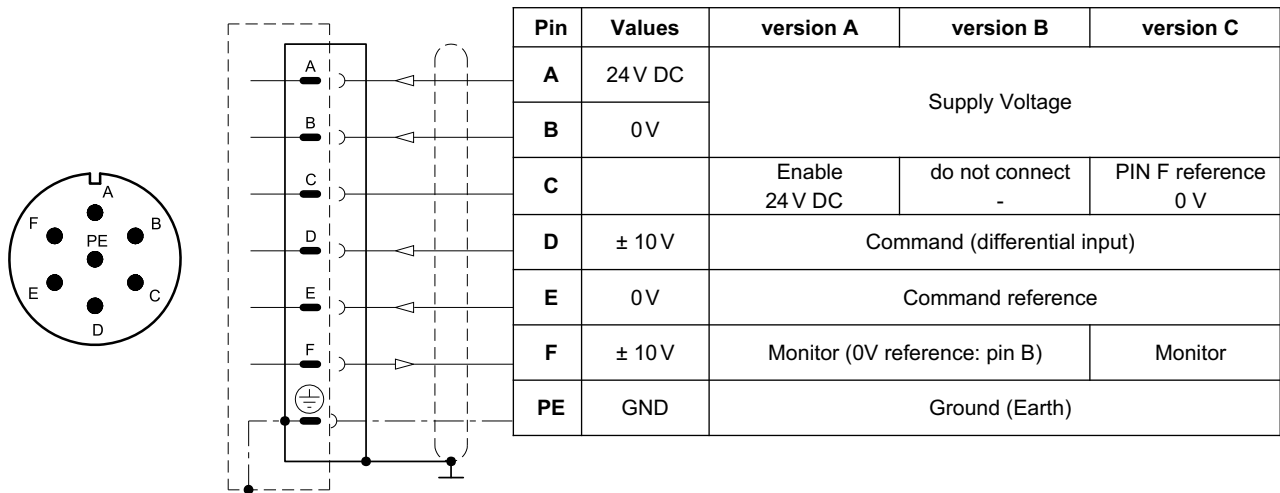 A
F
B
PE
E
C
D
A
B
C
D
E
F
Pin Values version A version B version C
A 24 V DC
Supply Voltage
B 0 V
C Enable do not connect PIN F reference
24 V DC - 0 V
D ± 10 V Command (differential input)
E 0 V Command reference
F ± 10 V Monitor (0V reference: pin B) Monitor
PE GND Ground (Earth)